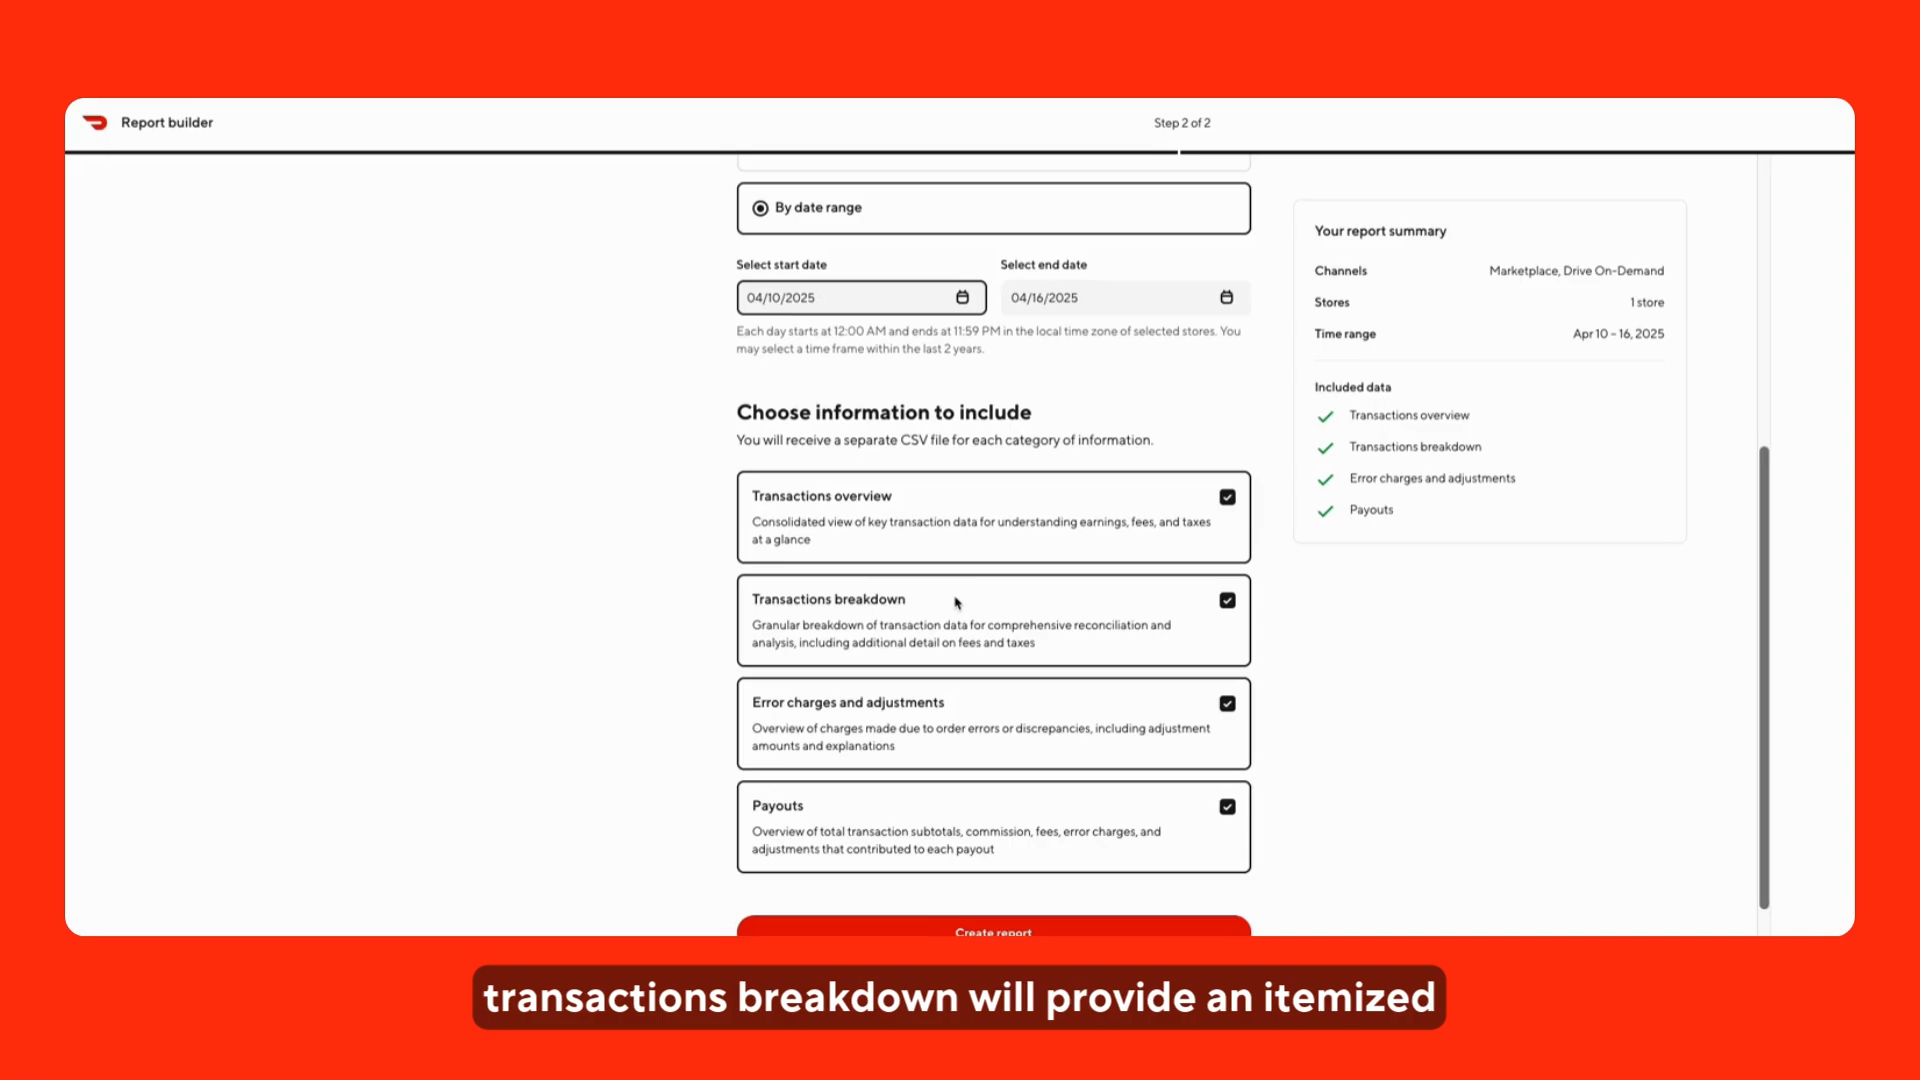 Report builder
Step 2 of 2
By date range
Select start date
Select end date
04/10/2025
04/16/2025
Each day starts at 12:00 AM and ends at 11:59 PM in the local time zone of selected stores. You
may select a time frame within the last 2 years.
Choose information to include
You will receive a separate CSV file for each category of information.
Transactions overview
Consolidated view of key transaction data for understanding earnings, fees, and taxes
at a glance
Transactions breakdown
Granular breakdown of transaction data for comprehensive reconciliation and
analysis, including additional detail on fees and taxes
Error charges and adjustments
Overview of charges made due to order errors or discrepancies, including adjustment
amounts and explanations
Payouts
Overview of total transaction subtotals, commission, fees, error charges, and
adjustments that contributed to each payout
Create report
Your report summary
Channels
Marketplace, Drive On-Demand
Stores
1 store
Time range
Apr 10 – 16, 2025
Included data
Transactions overview
Transactions breakdown
Error charges and adjustments
Payouts
transactions breakdown will provide an itemized